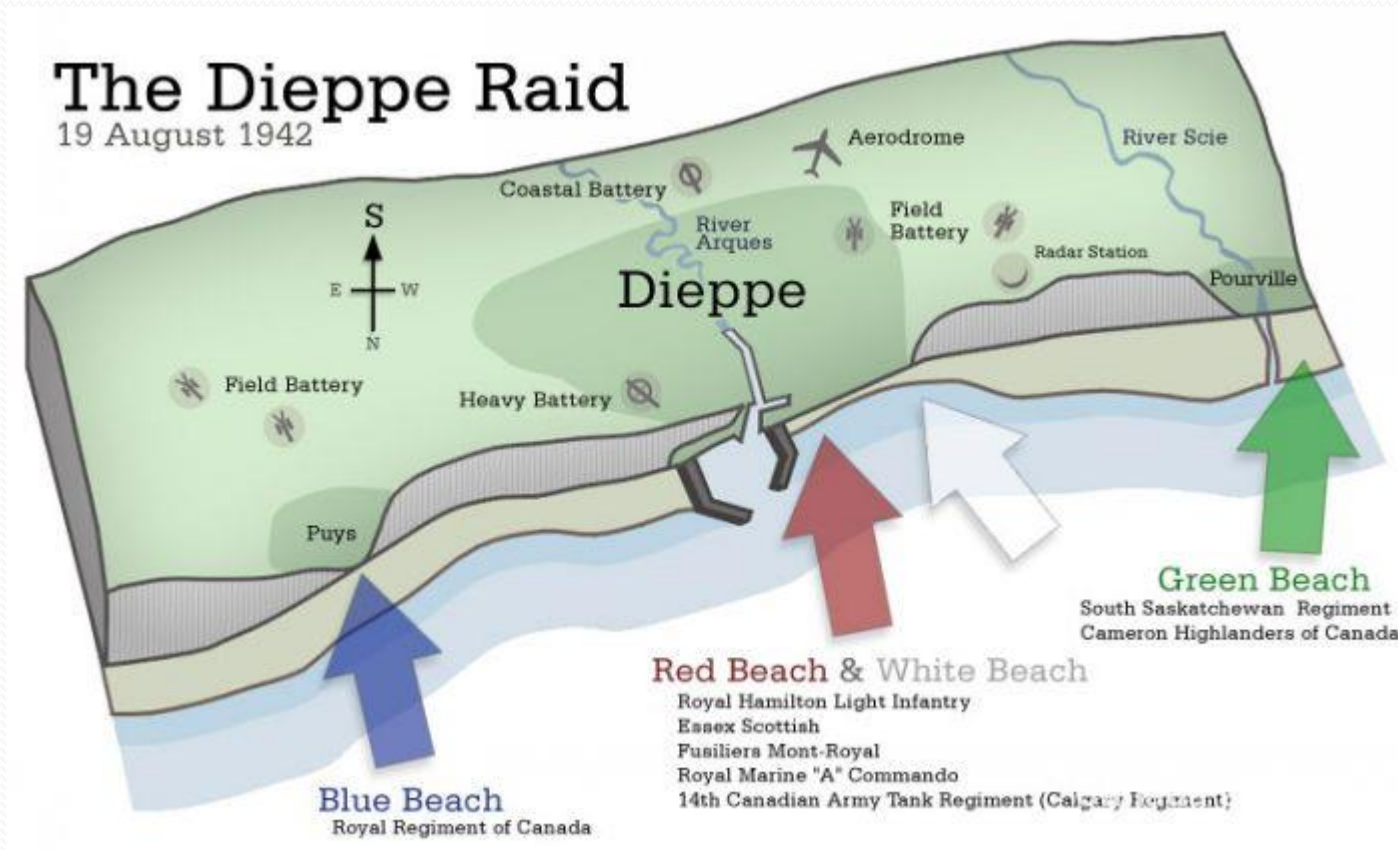 The Dieppe Raid
19 August 1942
Aerodrome
River Scie
Coastal Battery
S
River
Arques
Field
Battery
Radar Station
E
W
Dieppe
Pourville
N
Field Battery
Heavy Battery
Puys
Green Beach
South Saskatchewan Regiment
Cameron Highlanders of Canada
Red Beach & White Beach
Royal Hamilton Light Infantry
Essex Scottish
Fusiliers Mont-Royal
Royal Marine "A" Commando
14th Canadian Army Tank Regiment (Calgary Regiment)
Blue Beach
Royal Regiment of Canada